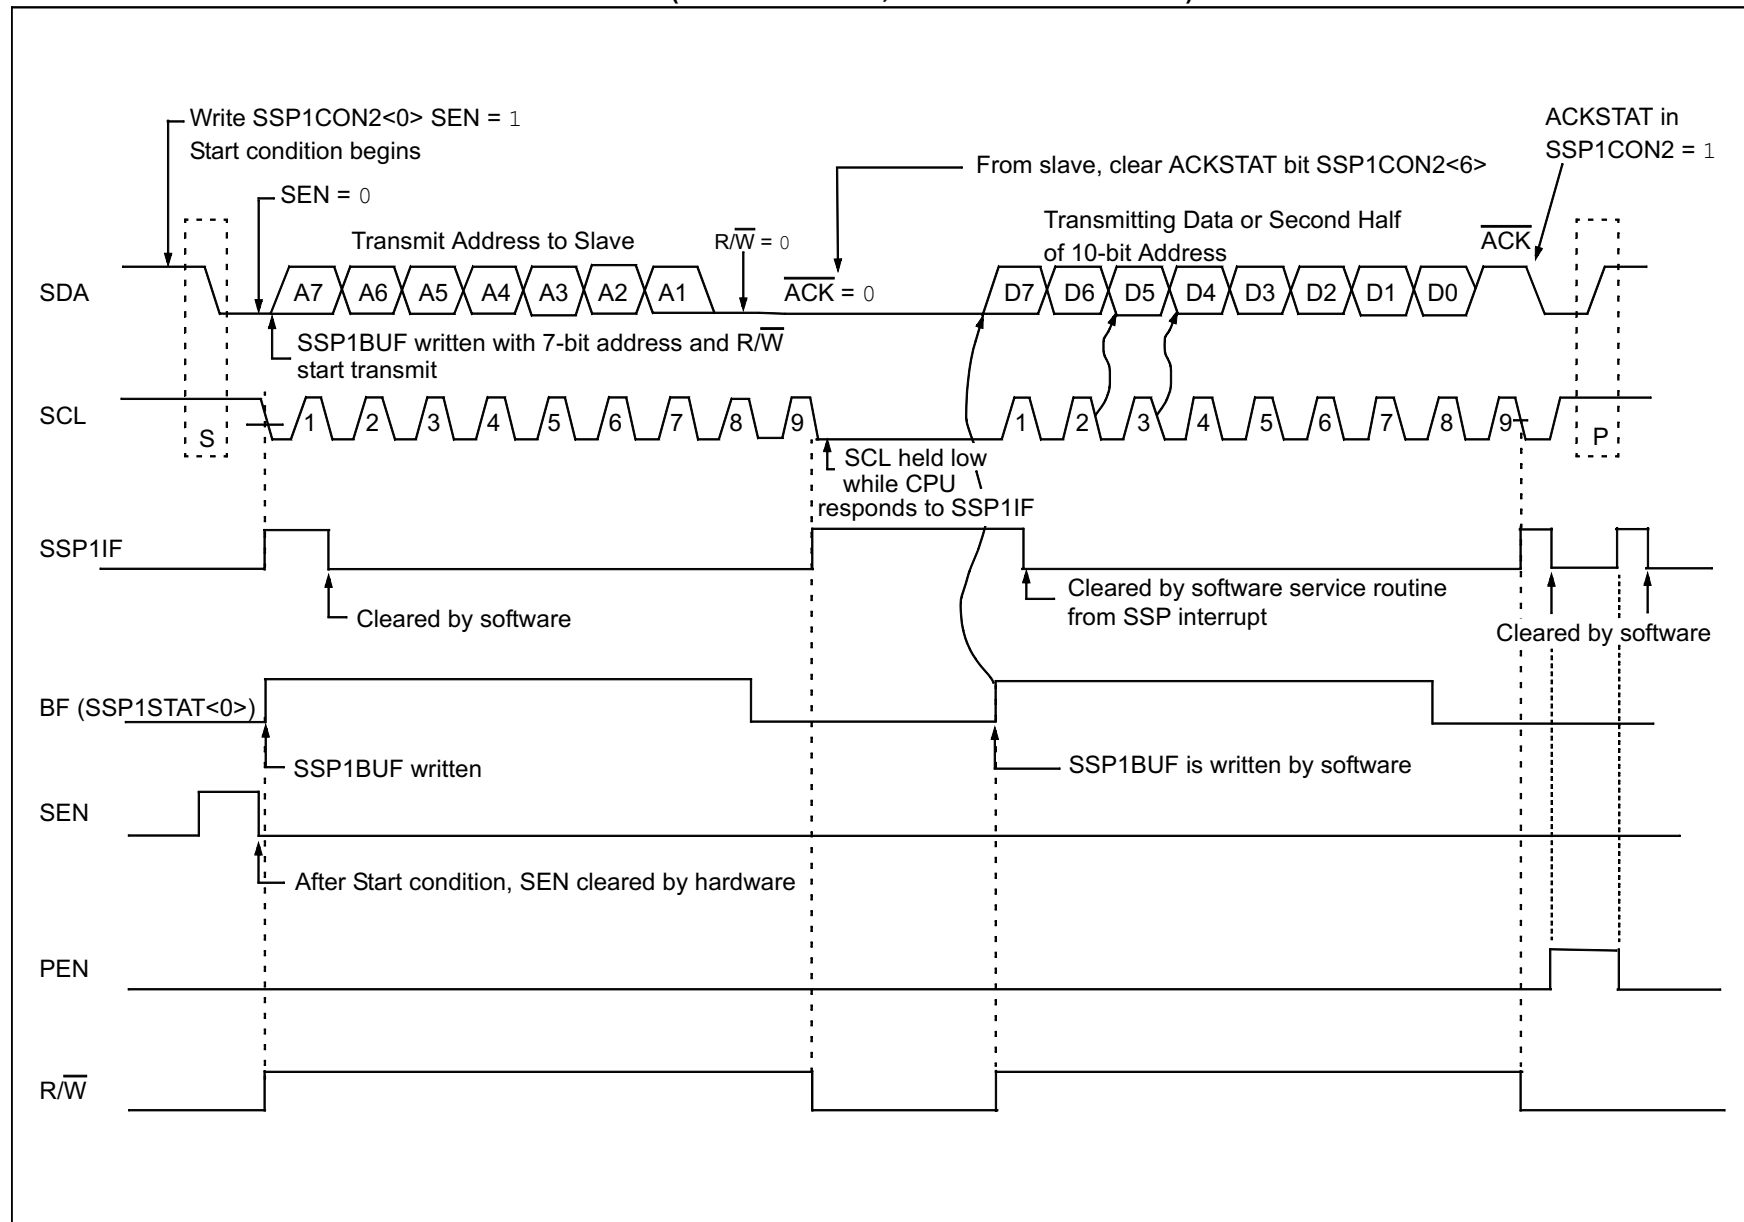 Write SSP1CON2<0> SEN = 1
Start condition begins
ACKSTAT in
SSP1CON2 = 1
From slave, clear ACKSTAT bit SSP1CON2<6>
SEN = 0
Transmitting Data or Second Half
of 10-bit Address
Transmit Address to Slave
R/W̅ = 0
A̅C̅K̅
SDA
A7 A6 A5 A4 A3 A2 A1
A̅C̅K̅ = 0
D7 D6 D5 D4 D3 D2 D1 D0
SSP1BUF written with 7-bit address and R/W̅
start transmit
SCL
S
1 2 3 4 5 6 7 8 9
1 2 3 4 5 6 7 8 9
P
SCL held low
while CPU
responds to SSP1IF
SSP1IF
Cleared by software
Cleared by software service routine
from SSP interrupt
Cleared by software
BF (SSP1STAT<0>)
SSP1BUF written
SSP1BUF is written by software
SEN
After Start condition, SEN cleared by hardware
PEN
R/W̅